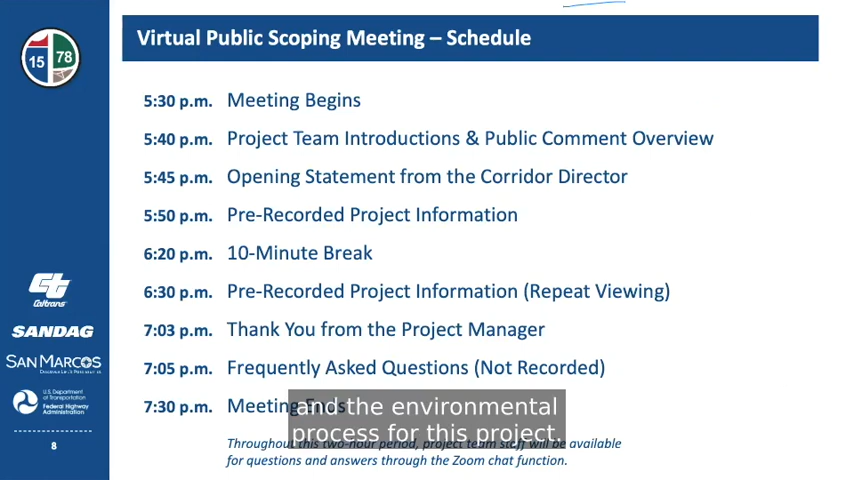 Virtual Public Scoping Meeting – Schedule
15 78
5:30 p.m. Meeting Begins
5:40 p.m. Project Team Introductions & Public Comment Overview
5:45 p.m. Opening Statement from the Corridor Director
5:50 p.m. Pre-Recorded Project Information
6:20 p.m. 10-Minute Break
6:30 p.m. Pre-Recorded Project Information (Repeat Viewing)
7:03 p.m. Thank You from the Project Manager
7:05 p.m. Frequently Asked Questions (Not Recorded)
7:30 p.m. Meeting Ends
and the environmental
process for this project.
Throughout this two-hour period, project team staff will be available
for questions and answers through the Zoom chat function.
Caltrans
SANDAG
SAN MARCOS
U.S. Department
of Transportation
Federal Highway
Administration
8